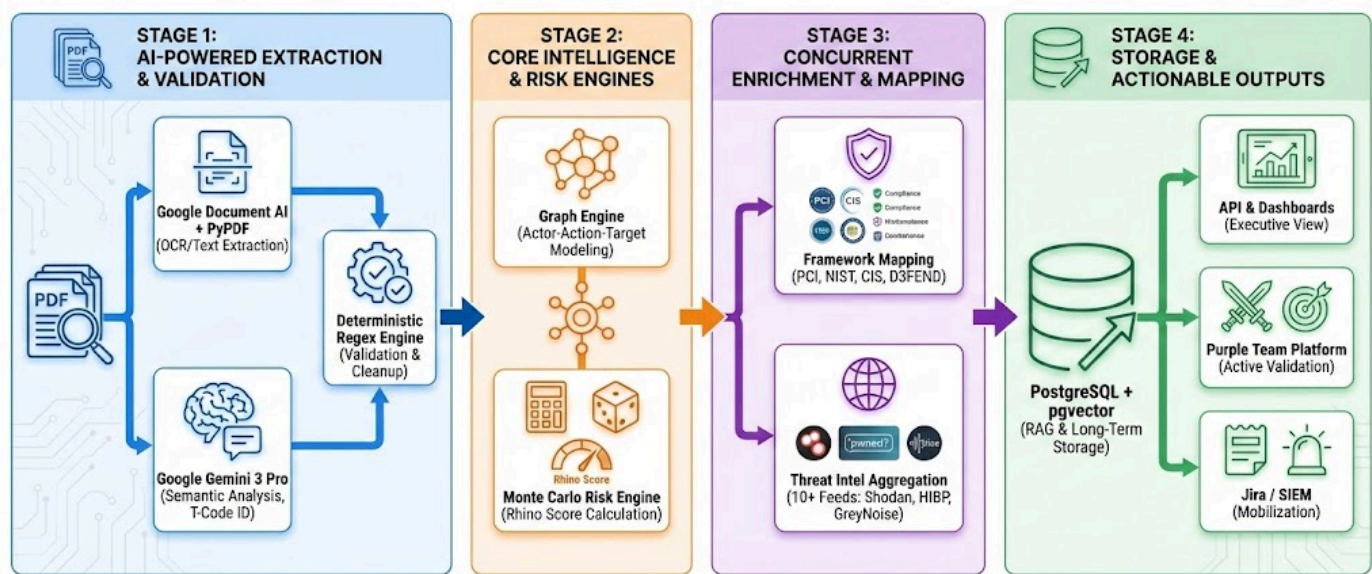 STAGE 1:
AI-POWERED EXTRACTION
& VALIDATION
PDF
PDF
Google Document AI
+ PyPDF
(OCR/Text Extraction)
Deterministic
Regex Engine
(Validation &
Cleanup)
Google Gemini 3 Pro
(Semantic Analysis,
T-Code ID)
STAGE 2:
CORE INTELLIGENCE
& RISK ENGINES
Graph Engine
(Actor-Action-Target
Modeling)
Rhino Score
Monte Carlo Risk Engine
(Rhino Score Calculation)
STAGE 3:
CONCURRENT
ENRICHMENT & MAPPING
PCI
CIS
Compliance
Compliance
Framework Mapping
(PCI, NIST, CIS, D3FEND)
'pwned?
Threat Intel Aggregation
(10+ Feeds: Shodan, HIBP,
GreyNoise)
STAGE 4:
STORAGE &
ACTIONABLE OUTPUTS
PostgreSQL +
pgvector
(RAG & Long-Term
Storage)
API & Dashboards
(Executive View)
Purple Team Platform
(Active Validation)
Jira / SIEM
(Mobilization)